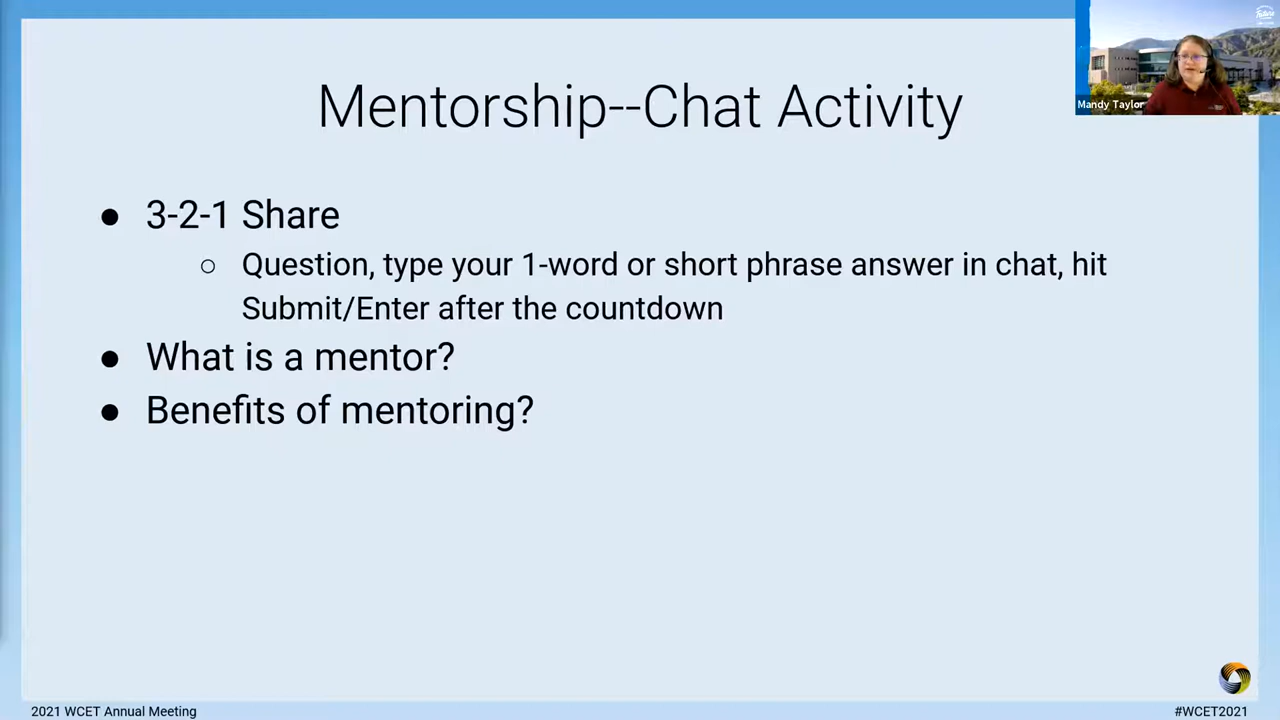 Mentorship--Chat Activity
Mandy Taylor
● 3-2-1 Share
○ Question, type your 1-word or short phrase answer in chat, hit
Submit/Enter after the countdown
● What is a mentor?
● Benefits of mentoring?
2021 WCET Annual Meeting
#WCET2021